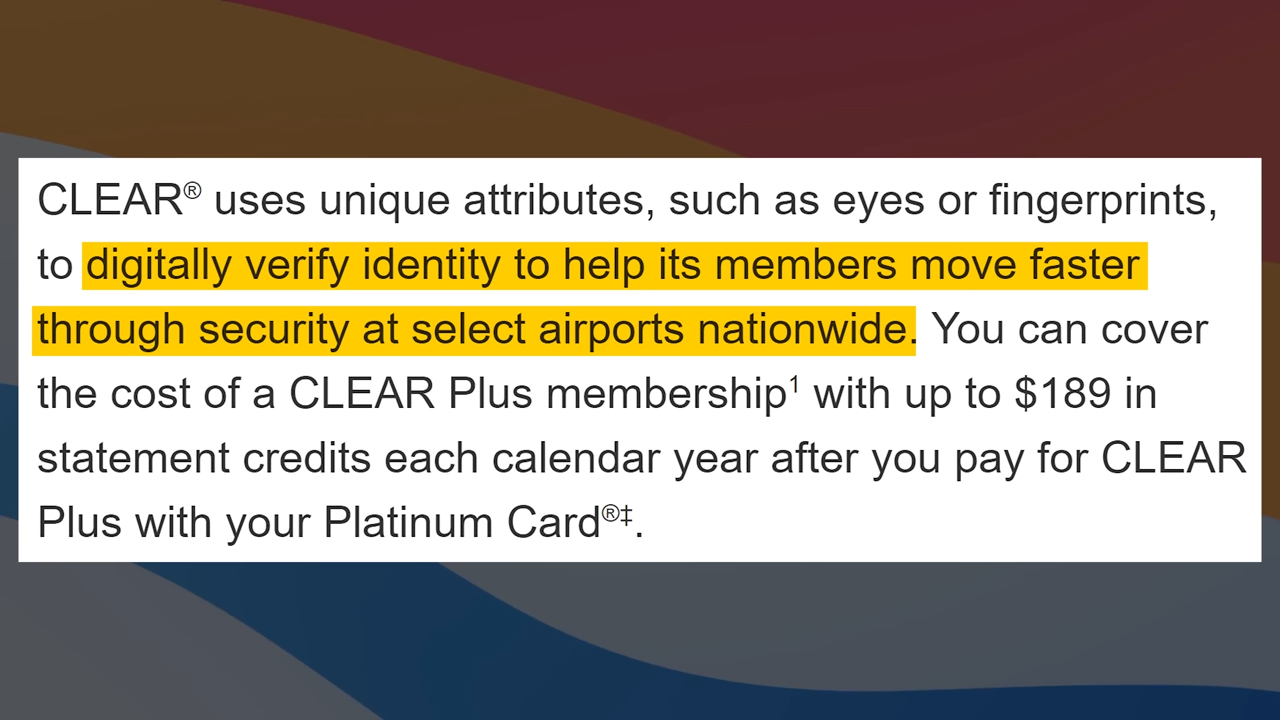 CLEAR® uses unique attributes, such as eyes or fingerprints,
to digitally verify identity to help its members move faster
through security at select airports nationwide. You can cover
the cost of a CLEAR Plus membership¹ with up to $189 in
statement credits each calendar year after you pay for CLEAR
Plus with your Platinum Card®‡.